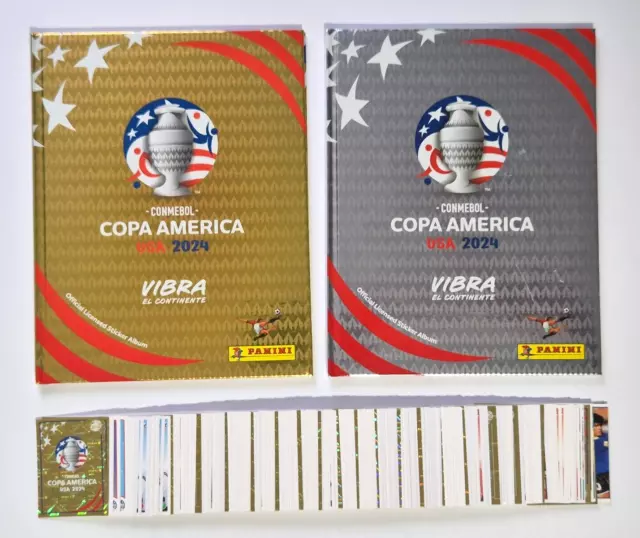 - CONMEBOL -
COPA AMERICA
USA 2024
VIBRA
EL CONTINENTE
Official Licensed Sticker Album
PANINI
- CONMEBOL -
COPA AMERICA
USA 2024
VIBRA
EL CONTINENTE
Official Licensed Sticker Album
PANINI
COPA AMERICA
USA 2024